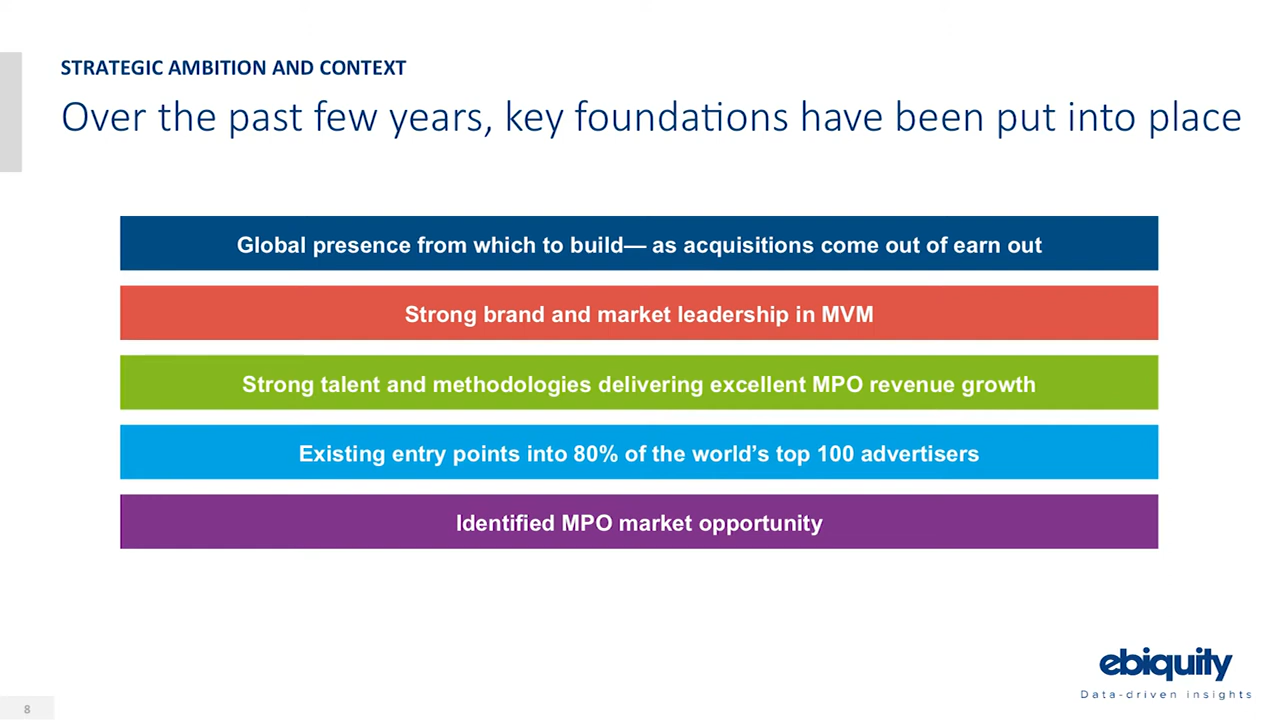 STRATEGIC AMBITION AND CONTEXT
Over the past few years, key foundations have been put into place
Global presence from which to build— as acquisitions come out of earn out
Strong brand and market leadership in MVM
Strong talent and methodologies delivering excellent MPO revenue growth
Existing entry points into 80% of the world’s top 100 advertisers
Identified MPO market opportunity
ebiquity
Data-driven insights
8